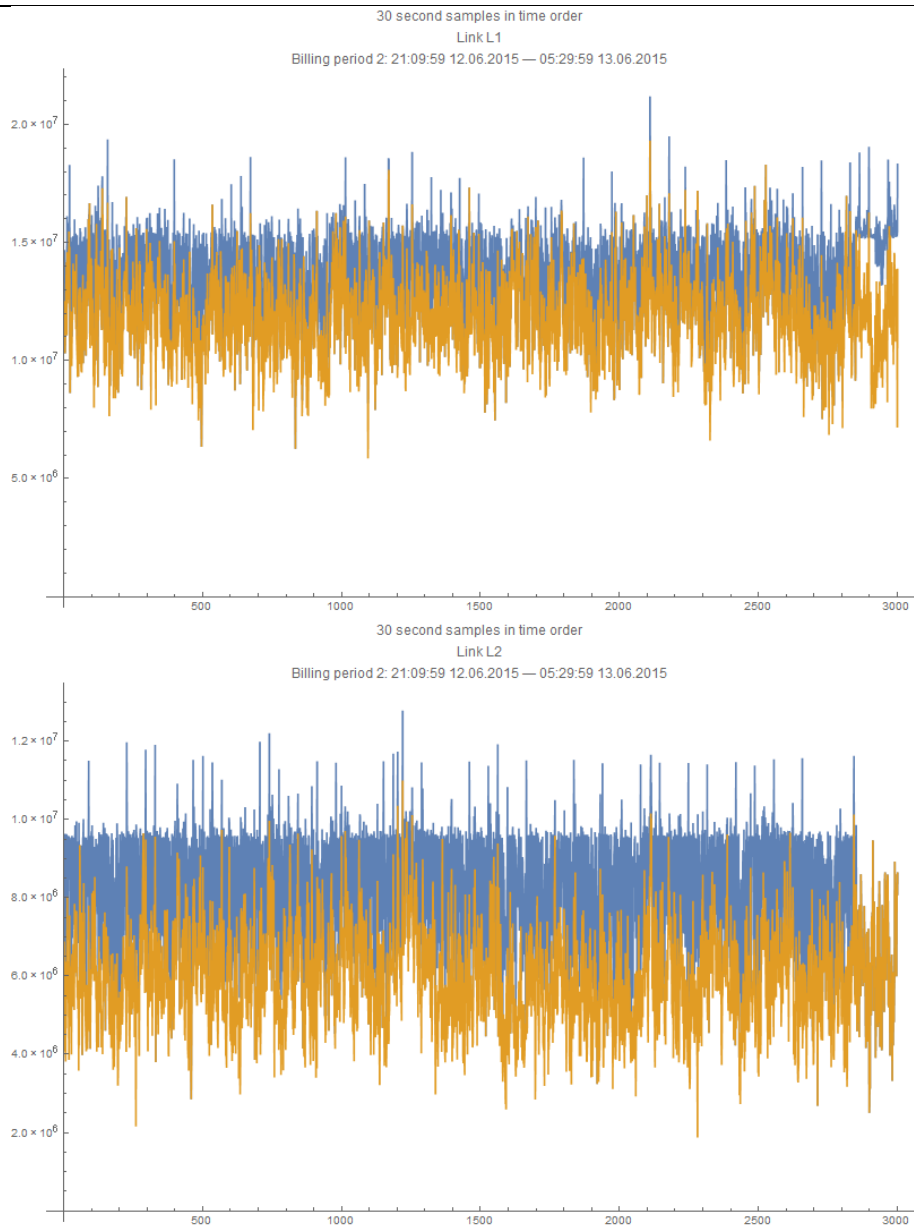 30 second samples in time order
Link L1
Billing period 2: 21:09:59 12.06.2015 — 05:29:59 13.06.2015
2.0 × 10⁷
1.5 × 10⁷
1.0 × 10⁷
5.0 × 10⁶
500 1000 1500 2000 2500 3000
30 second samples in time order
Link L2
Billing period 2: 21:09:59 12.06.2015 — 05:29:59 13.06.2015
1.2 × 10⁷
1.0 × 10⁷
8.0 × 10⁶
6.0 × 10⁶
4.0 × 10⁶
2.0 × 10⁶
500 1000 1500 2000 2500 3000